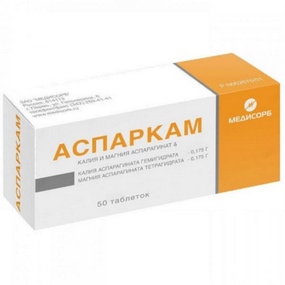 АСПАРКАМ
КАЛИЯ И МАГНИЯ АСПАРАГИНАТ &
КАЛИЯ АСПАРАГИНАТА ГЕМИГИДРАТА - 0,175 Г
МАГНИЯ АСПАРАГИНАТА ТЕТРАГИДРАТА - 0,175 Г
50 таблеток
МЕДИСОРБ